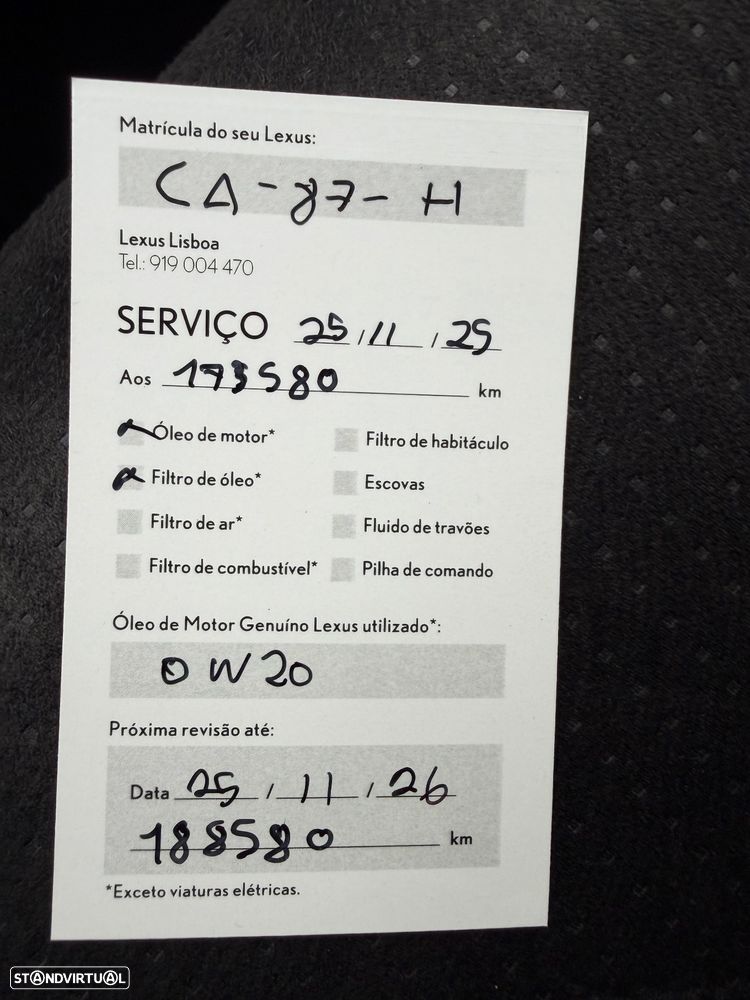 Matrícula do seu Lexus:
CA-87-H
Lexus Lisboa
Tel.: 919 004 470
SERVIÇO 25/11/25
Aos 173580 km
Óleo de motor*
Filtro de habitáculo
Filtro de óleo*
Escovas
Filtro de ar*
Fluido de travões
Filtro de combustível*
Pilha de comando
Óleo de Motor Genuíno Lexus utilizado*:
0W20
Próxima revisão até:
Data 25/11/26
188580 km
*Exceto viaturas elétricas.
STANDVIRTUAL